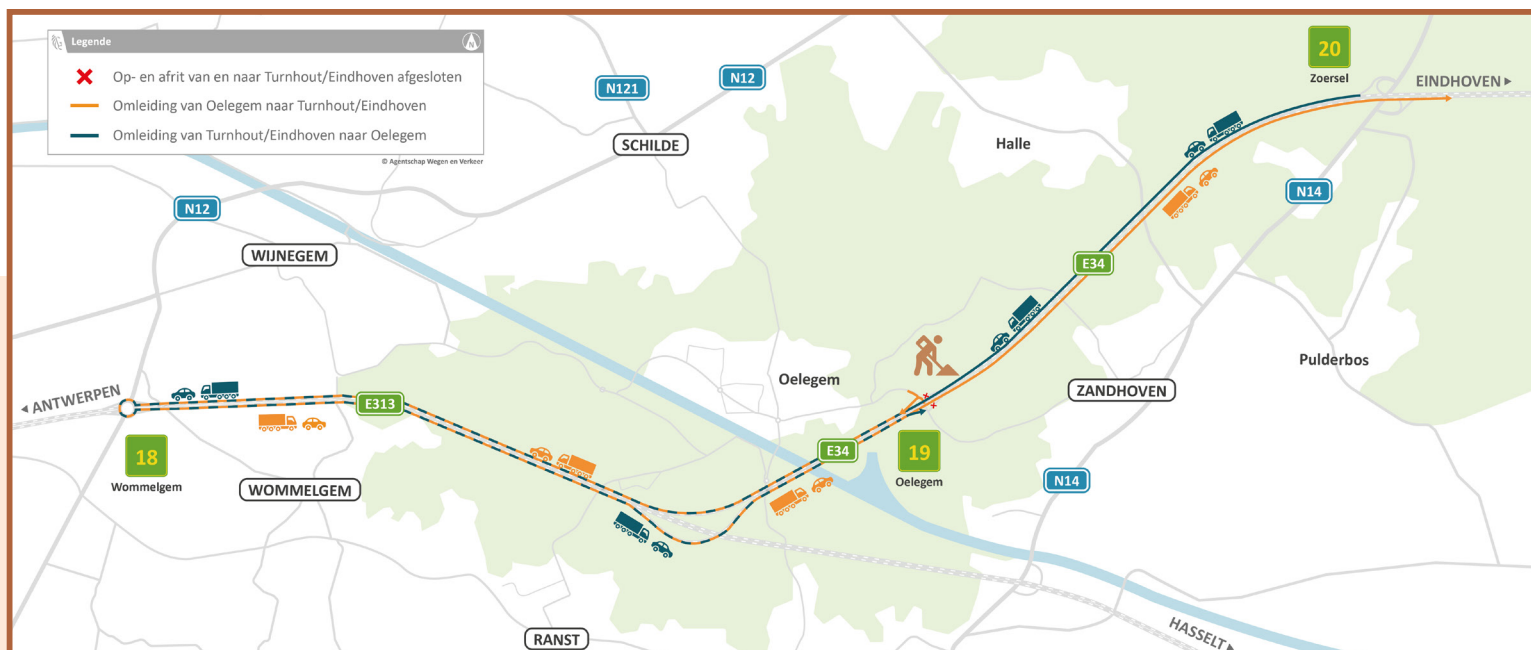 Legende
N
Op- en afrit van en naar Turnhout/Eindhoven afgesloten
Omleiding van Oelegem naar Turnhout/Eindhoven
Omleiding van Turnhout/Eindhoven naar Oelegem
© Agentschap Wegen en Verkeer
20
Zoersel
EINDHOVEN
N12
N121
SCHILDE
Halle
N14
N12
WIJNEGEM
E34
Pulderbos
Oelegem
ZANDHOVEN
ANTWERPEN
E313
18
Wommelgem
WOMMELGEM
E34
19
Oelegem
N14
RANST
HASSELT